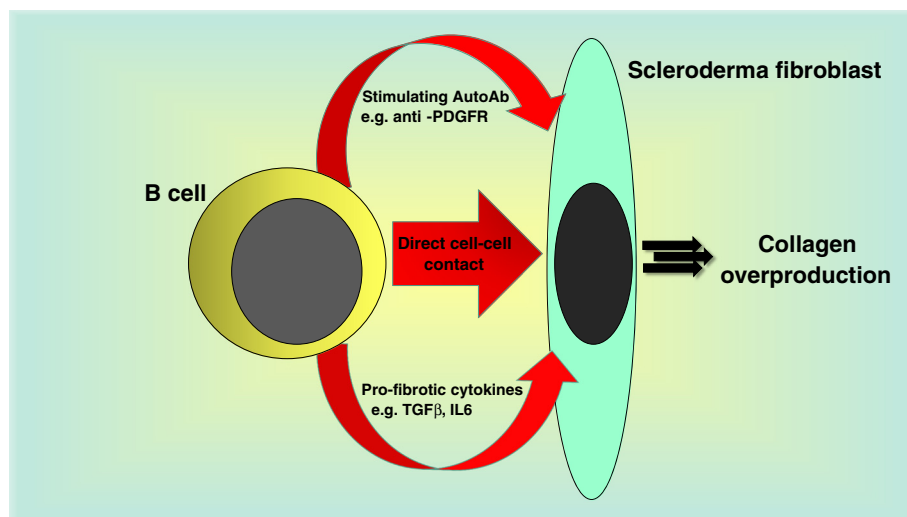 Scleroderma fibroblast
Stimulating AutoAb
e.g. anti -PDGFR
B cell
Direct cell-cell
contact
Collagen
overproduction
Pro-fibrotic cytokines
e.g. TGFβ, IL6